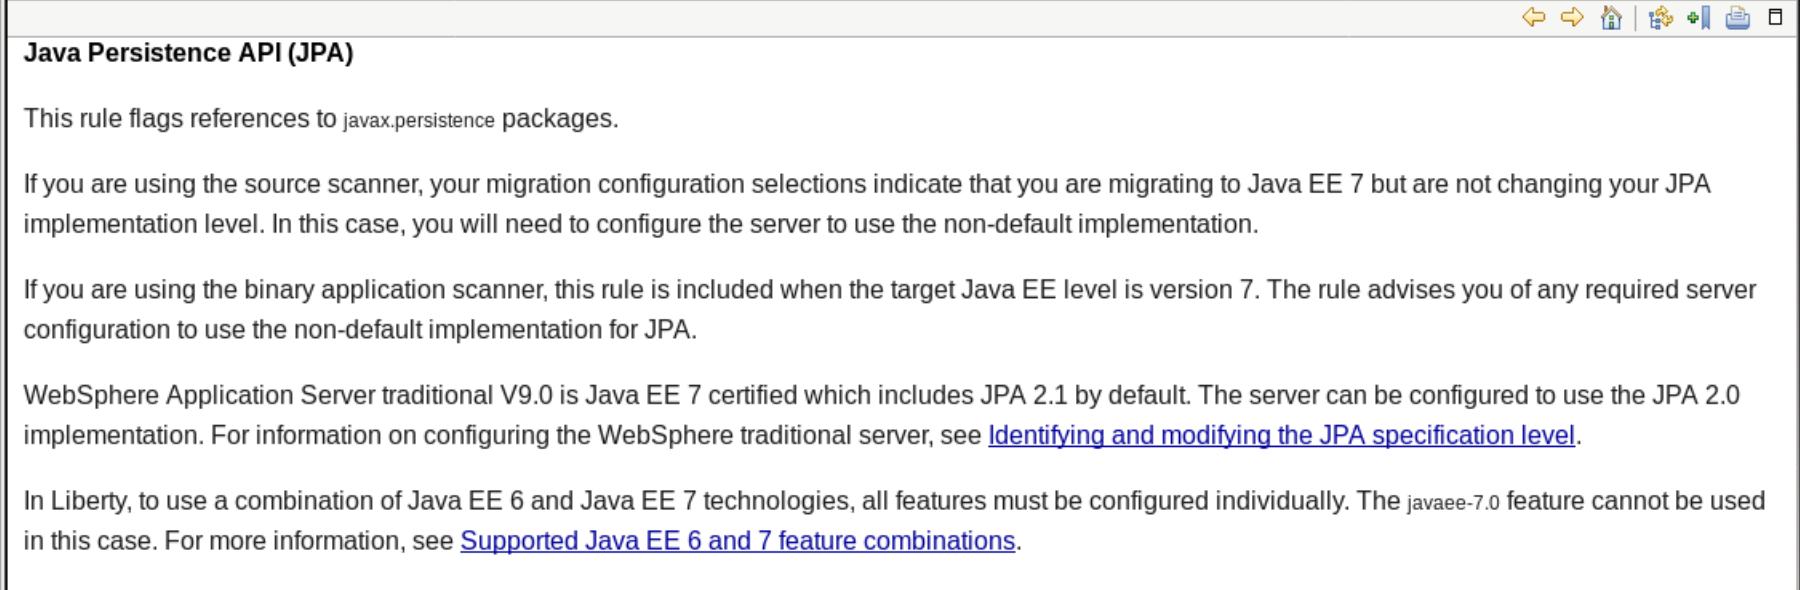 Java Persistence API (JPA)
This rule flags references to javax.persistence packages.
If you are using the source scanner, your migration configuration selections indicate that you are migrating to Java EE 7 but are not changing your JPA
implementation level. In this case, you will need to configure the server to use the non-default implementation.
If you are using the binary application scanner, this rule is included when the target Java EE level is version 7. The rule advises you of any required server
configuration to use the non-default implementation for JPA.
WebSphere Application Server traditional V9.0 is Java EE 7 certified which includes JPA 2.1 by default. The server can be configured to use the JPA 2.0
implementation. For information on configuring the WebSphere traditional server, see Identifying and modifying the JPA specification level.
In Liberty, to use a combination of Java EE 6 and Java EE 7 technologies, all features must be configured individually. The javaee-7.0 feature cannot be used
in this case. For more information, see Supported Java EE 6 and 7 feature combinations.